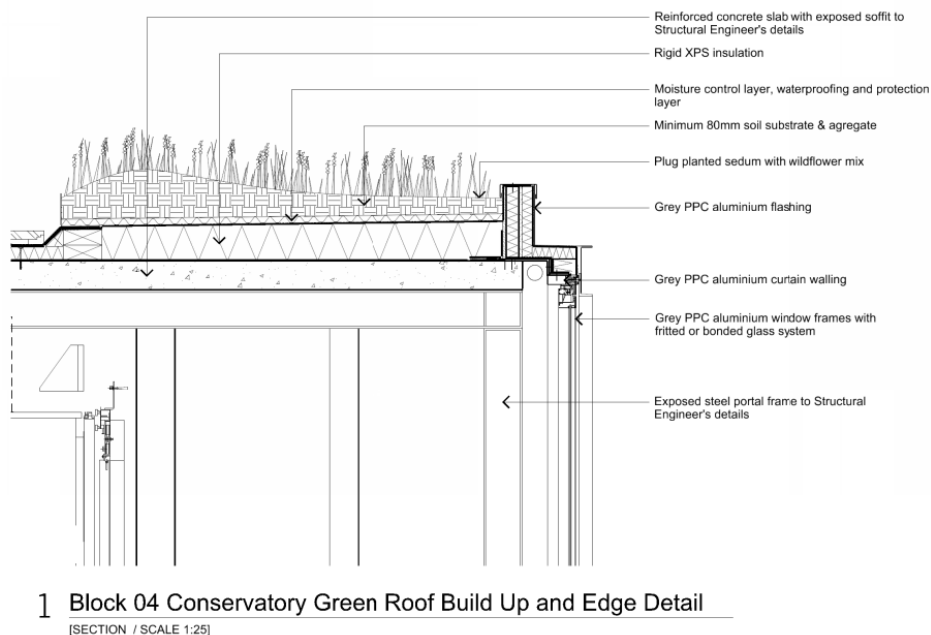 Reinforced concrete slab with exposed soffit to
Structural Engineer's details
Rigid XPS insulation
Moisture control layer, waterproofing and protection
layer
Minimum 80mm soil substrate & agregate
Plug planted sedum with wildflower mix
Grey PPC aluminium flashing
Grey PPC aluminium curtain walling
Grey PPC aluminium window frames with
fritted or bonded glass system
Exposed steel portal frame to Structural
Engineer's details
1 Block 04 Conservatory Green Roof Build Up and Edge Detail
[SECTION / SCALE 1:25]